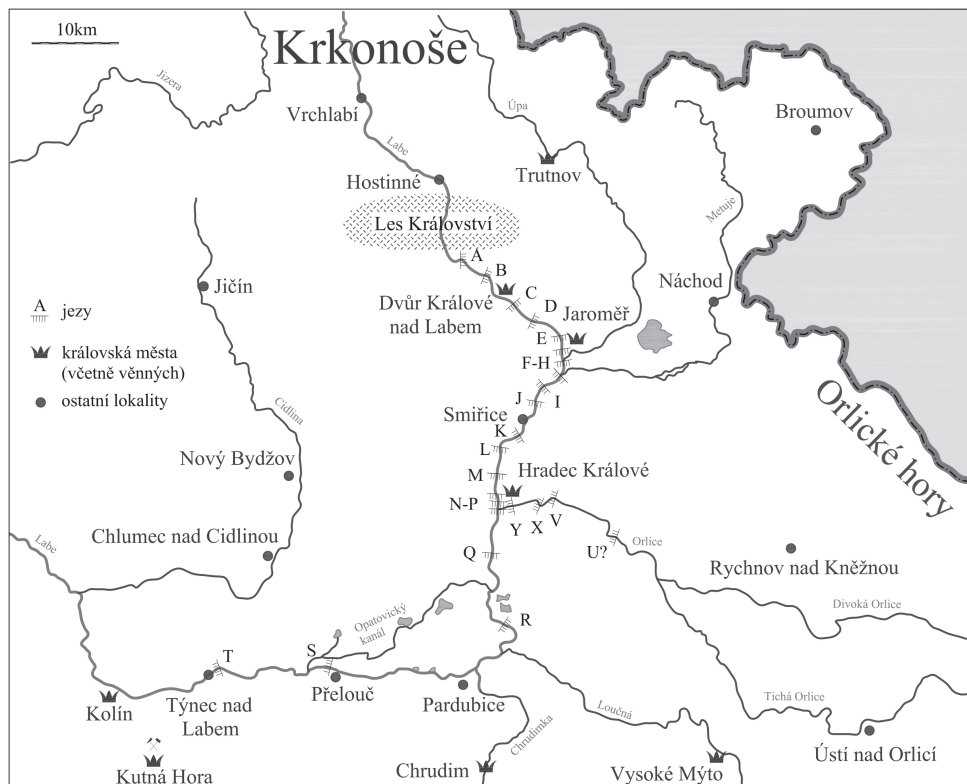 10km
Krkonoše
Jizera
Vrchlabí
Úpa
Broumov
Labe
Hostinné
Trutnov
Metuje
Les Království
A
B
Jičín
Dvůr Králové
nad Labem
C
D
Jaroměř
Náchod
A jezy
E
královská města
(včetně věnných)
F-H
ostatní lokality
J
I
Smiřice
Orlické hory
Cidlina
K
L
Nový Bydžov
M
Hradec Králové
N-P
Y
X
V
Chlumec nad Cidlinou
Labe
Q
U?
Orlice
Rychnov nad Kněžnou
Divoká Orlice
Opatovický
kanál
R
S
T
Kolín
Týnec nad
Labem
Přelouč
Pardubice
Loučná
Tichá Orlice
Chrudimka
Ústí nad Orlicí
Kutná Hora
Chrudim
Vysoké Mýto